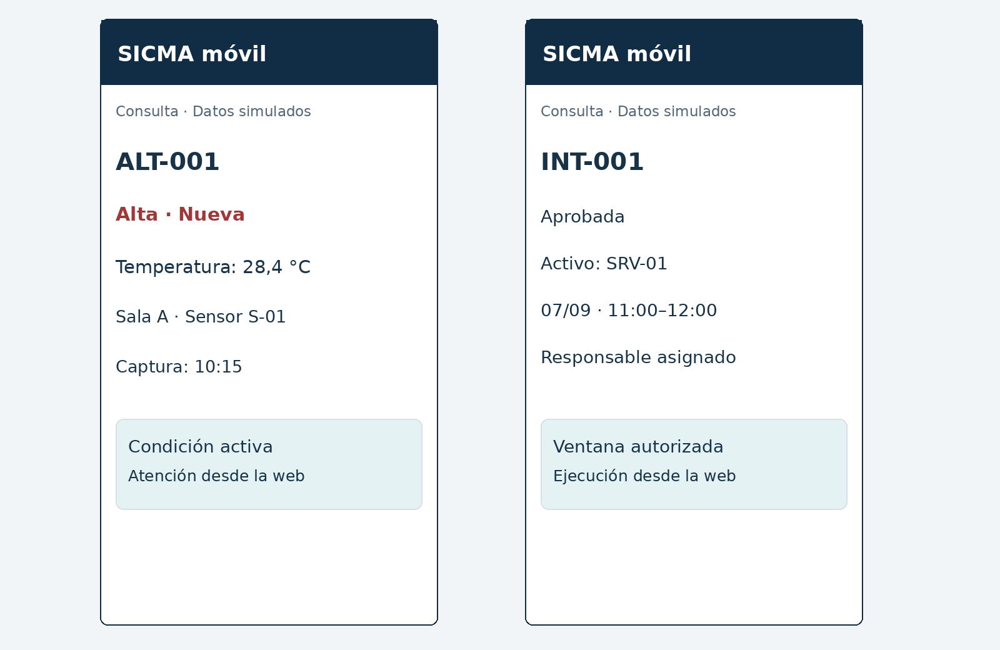 SICMA móvil
Consulta · Datos simulados
ALT-001
Alta · Nueva
Temperatura: 28,4 °C
Sala A · Sensor S-01
Captura: 10:15
Condición activa
Atención desde la web
SICMA móvil
Consulta · Datos simulados
INT-001
Aprobada
Activo: SRV-01
07/09 · 11:00–12:00
Responsable asignado
Ventana autorizada
Ejecución desde la web